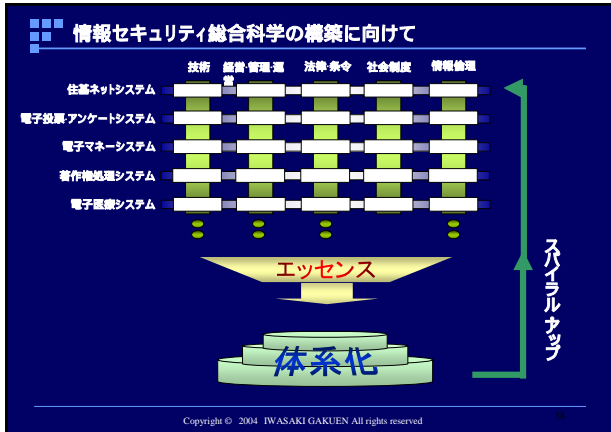 情報セキュリティ総合科学の構築に向けて
技術 経営・管理・運営 法律・条令 社会制度 情報倫理
住基ネットシステム
電子投票・アンケートシステム
電子マネーシステム
著作権処理システム
電子医療システム
エッセンス
スパイラル・アップ
体系化
Copyright © 2004 IWASAKI GAKUEN All rights reserved